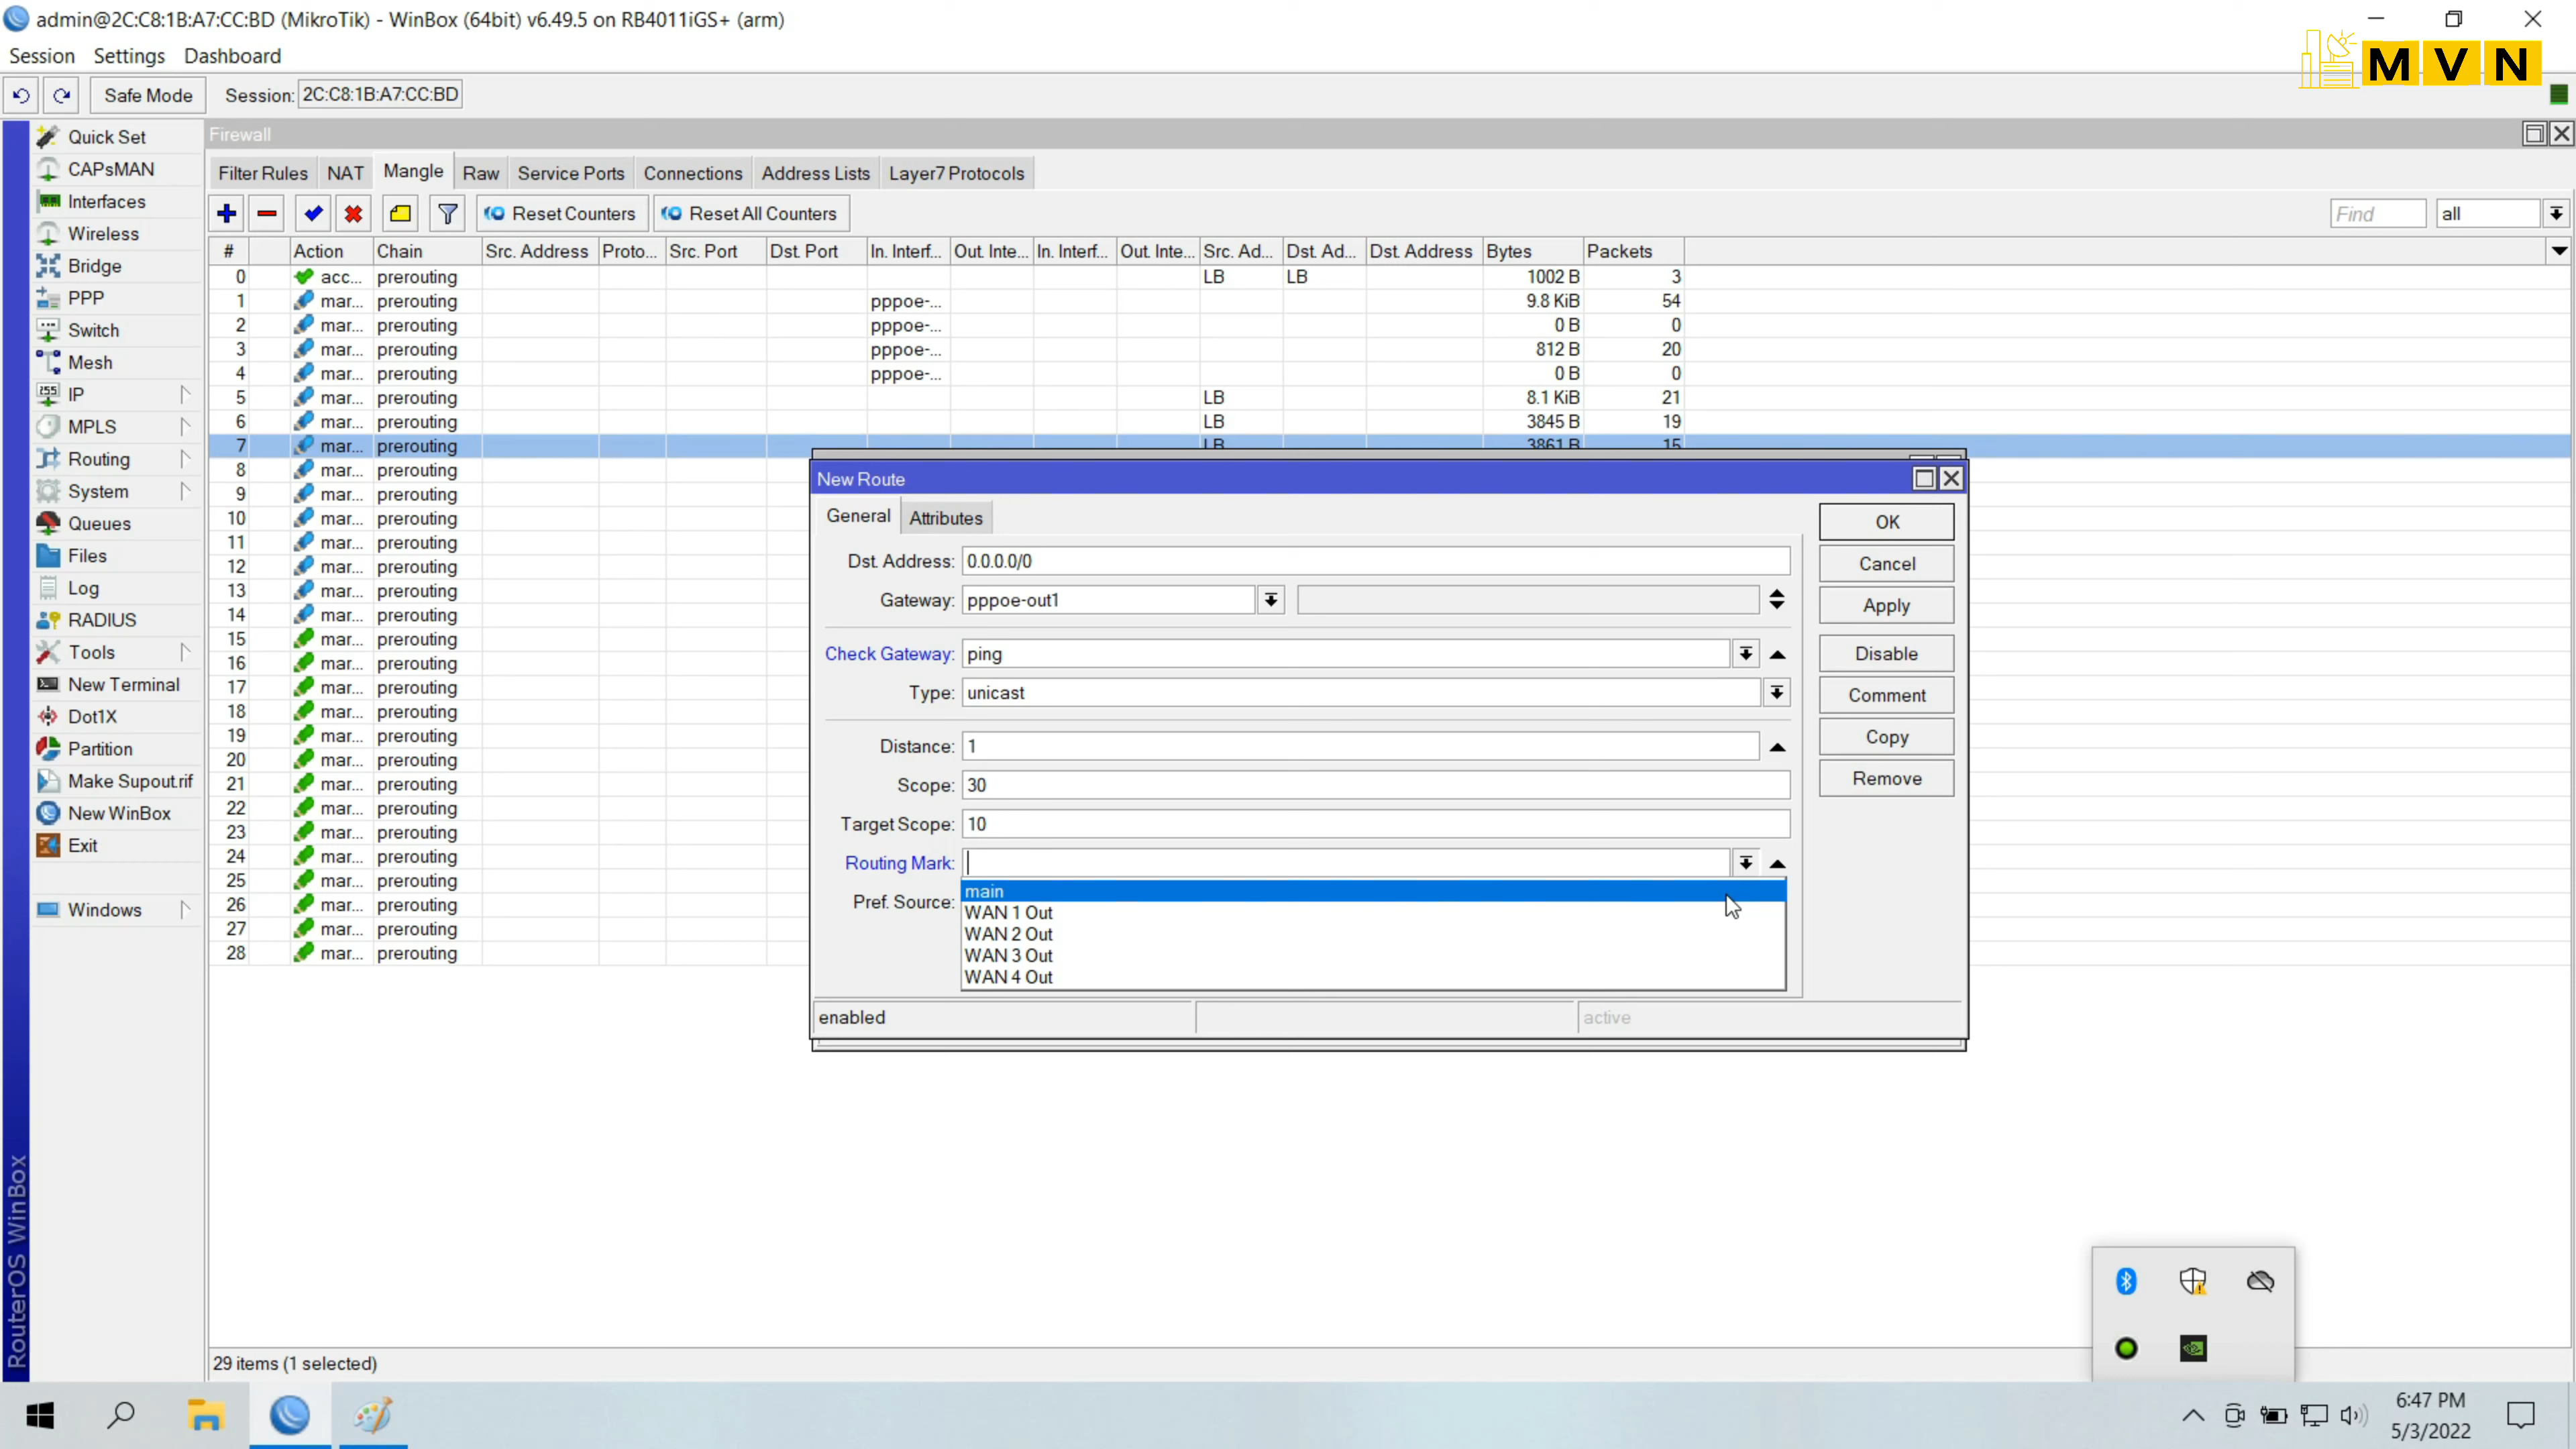 admin@2C:C8:1B:A7:CC:BD (MikroTik) - WinBox (64bit) v6.49.5 on RB4011iGS+ (arm)
Session Settings Dashboard
MVN
Safe Mode Session: 2C:C8:1B:A7:CC:BD
Quick Set
CAPsMAN
Interfaces
Wireless
Bridge
PPP
Switch
Mesh
IP
MPLS
Routing
System
Queues
Files
Log
RADIUS
Tools
New Terminal
Dot1X
Partition
Make Supout.rif
New WinBox
Exit
Windows
RouterOS WinBox
Firewall
Filter Rules NAT Mangle Raw Service Ports Connections Address Lists Layer7 Protocols
Reset Counters Reset All Counters Find all
# Action Chain Src. Address Proto... Src. Port Dst. Port In. Interf... Out. Inte... In. Interf... Out. Inte... Src. Ad... Dst. Ad... Dst. Address Bytes Packets
0 acc... prerouting LB LB 1002 B 3
1 mar... prerouting pppoe-... 9.8 KiB 54
2 mar... prerouting pppoe-... 0 B 0
3 mar... prerouting pppoe-... 812 B 20
4 mar... prerouting pppoe-... 0 B 0
5 mar... prerouting LB 8.1 KiB 21
6 mar... prerouting LB 3845 B 19
7 mar... prerouting LB 3861 B 15
8 mar... prerouting
9 mar... prerouting
10 mar... prerouting
11 mar... prerouting
12 mar... prerouting
13 mar... prerouting
14 mar... prerouting
15 mar... prerouting
16 mar... prerouting
17 mar... prerouting
18 mar... prerouting
19 mar... prerouting
20 mar... prerouting
21 mar... prerouting
22 mar... prerouting
23 mar... prerouting
24 mar... prerouting
25 mar... prerouting
26 mar... prerouting
27 mar... prerouting
28 mar... prerouting
New Route
General Attributes
Dst. Address: 0.0.0.0/0
Gateway: pppoe-out1
Check Gateway: ping
Type: unicast
Distance: 1
Scope: 30
Target Scope: 10
Routing Mark:
main
WAN 1 Out
WAN 2 Out
WAN 3 Out
WAN 4 Out
Pref. Source:
OK
Cancel
Apply
Disable
Comment
Copy
Remove
enabled active
29 items (1 selected)
6:47 PM
5/3/2022